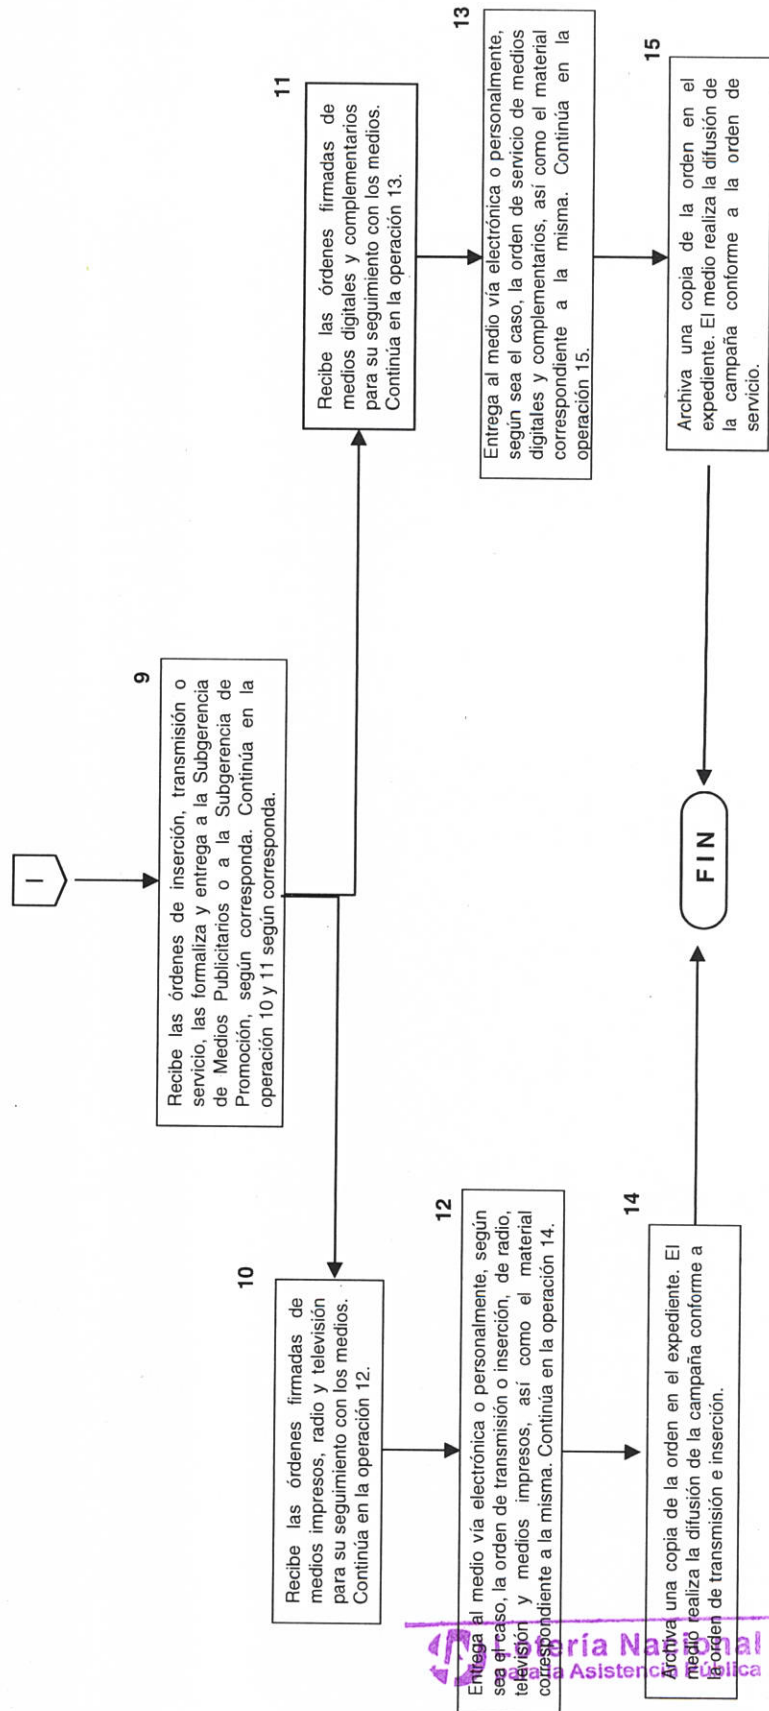 I
9
Recibe las órdenes de inserción, transmisión o
servicio, las formaliza y entrega a la Subgerencia
de Medios Publicitarios o a la Subgerencia de
Promoción, según corresponda. Continúa en la
operación 10 y 11 según corresponda.
10
Recibe las órdenes firmadas de
medios impresos, radio y televisión
para su seguimiento con los medios.
Continúa en la operación 12.
11
Recibe las órdenes firmadas de
medios digitales y complementarios
para su seguimiento con los medios.
Continúa en la operación 13.
12
Entrega al medio vía electrónica o personalmente, según
sea el caso, la orden de transmisión o inserción, de radio,
televisión y medios impresos, así como el material
correspondiente a la misma. Continúa en la operación 14.
13
Entrega al medio vía electrónica o personalmente,
según sea el caso, la orden de servicio de medios
digitales y complementarios, así como el material
correspondiente a la misma. Continúa en la
operación 15.
14
Archiva una copia de la orden en el expediente. El
medio realiza la difusión de la campaña conforme a
la orden de transmisión e inserción.
15
Archiva una copia de la orden en el
expediente. El medio realiza la difusión de
la campaña conforme a la orden de
servicio.
FIN
Lotería Nacional
para la Asistencia Pública